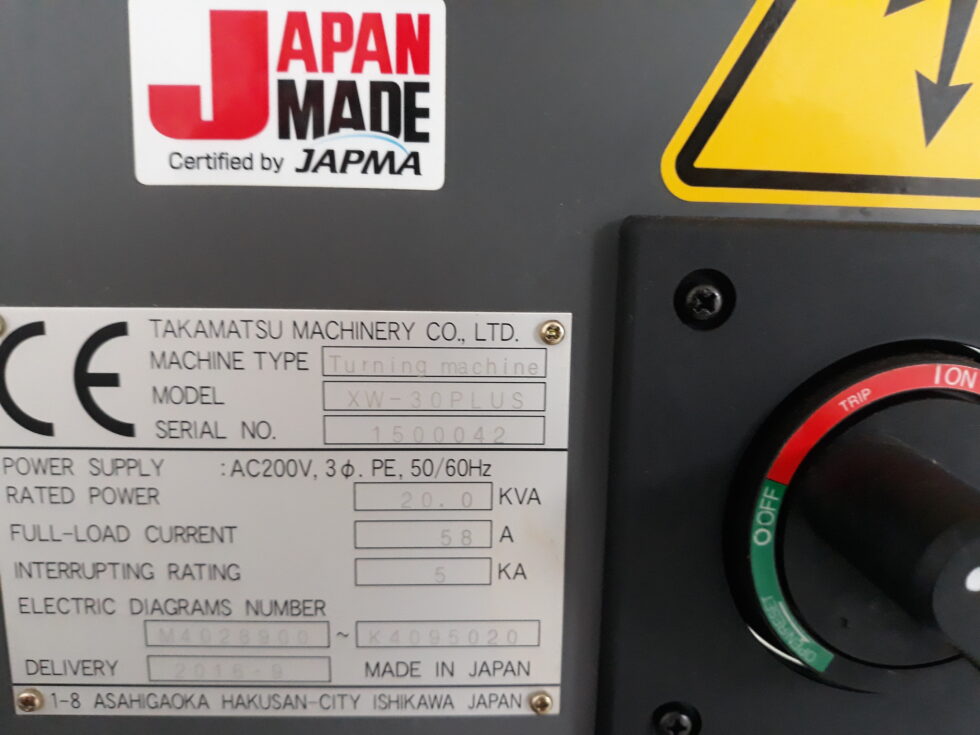 JAPAN
MADE
Certified by JAPMA
CE
TAKAMATSU MACHINERY CO., LTD.
MACHINE TYPE Turning machine
MODEL XW-30PLUS
SERIAL NO. 1500042
POWER SUPPLY :AC200V, 3φ. PE, 50/60Hz
RATED POWER 20.0 KVA
FULL-LOAD CURRENT 58 A
INTERRUPTING RATING 5 KA
ELECTRIC DIAGRAMS NUMBER
M4028900 ~ K4095020
DELIVERY MADE IN JAPAN
1-8 ASAHIGAOKA HAKUSAN-CITY ISHIKAWA JAPAN
I ON
TRIP
O OFF
OPEN/RESET